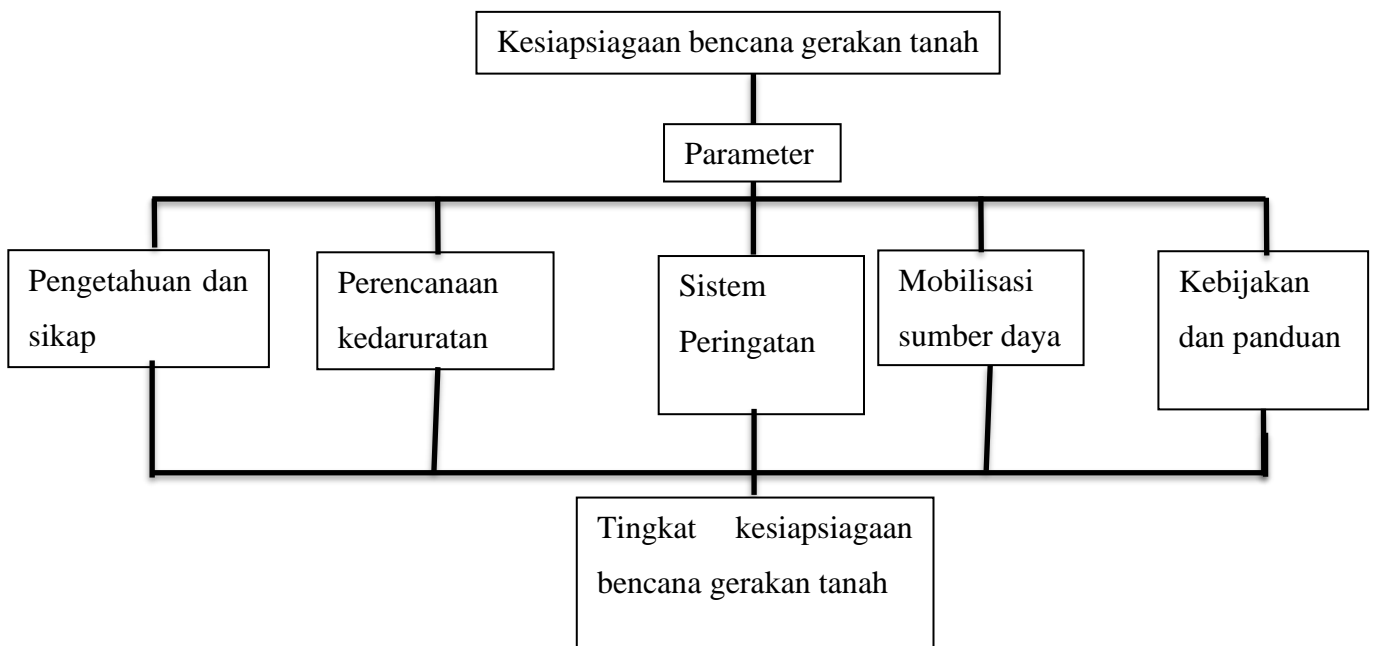 Kesiapsiagaan bencana gerakan tanah
Parameter
Pengetahuan dan
sikap
Perencanaan
kedaruratan
Sistem
Peringatan
Mobilisasi
sumber daya
Kebijakan
dan panduan
Tingkat kesiapsiagaan
bencana gerakan tanah